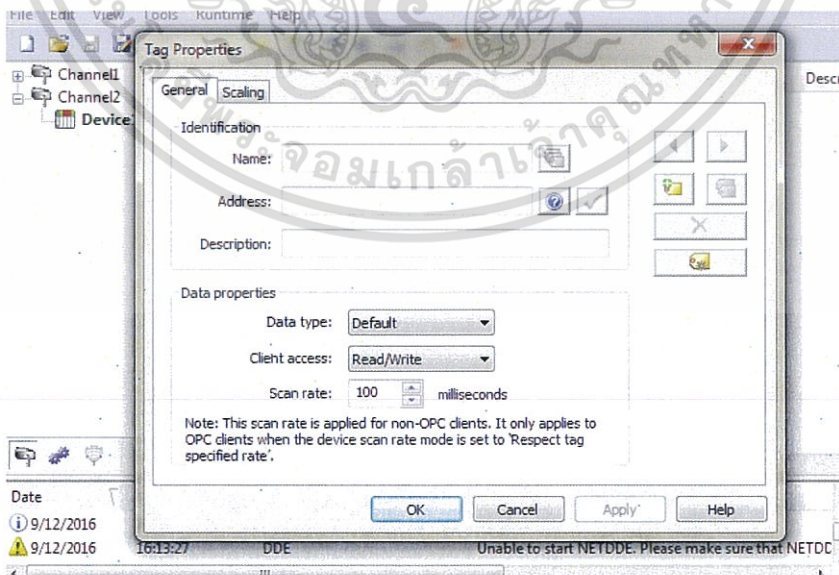 File Edit View Tools Runtime Help
Tag Properties
Channel1
Channel2
Device
Descr
General Scaling
Identification
Name:
Address:
Description:
Data properties
Data type: Default
Client access: Read/Write
Scan rate: 100 milliseconds
Note: This scan rate is applied for non-OPC clients. It only applies to
OPC clients when the device scan rate mode is set to 'Respect tag
specified rate'.
Date
OK Cancel Apply Help
9/12/2016
9/12/2016 16:13:27 DDE Unable to start NETDDE. Please make sure that NETDD